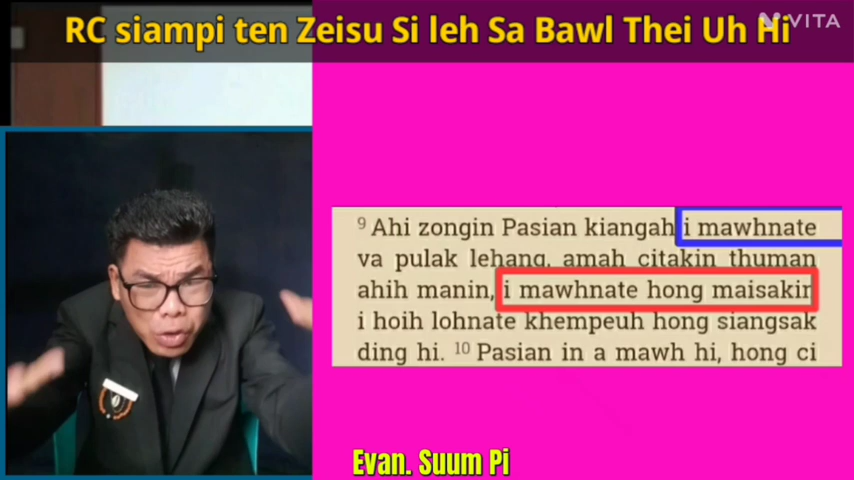 RC siampi ten Zeisu Si leh Sa Bawl Thei Uh Hi
VITA
9 Ahi zongin Pasian kiangah i mawhnate
va pulak lehang, amah citakin thuman
ahih manin, i mawhnate hong maisakin
i hoih lohnate khempeuh hong siangsak
ding hi. 10 Pasian in a mawh hi, hong ci
Evan. Suum Pi